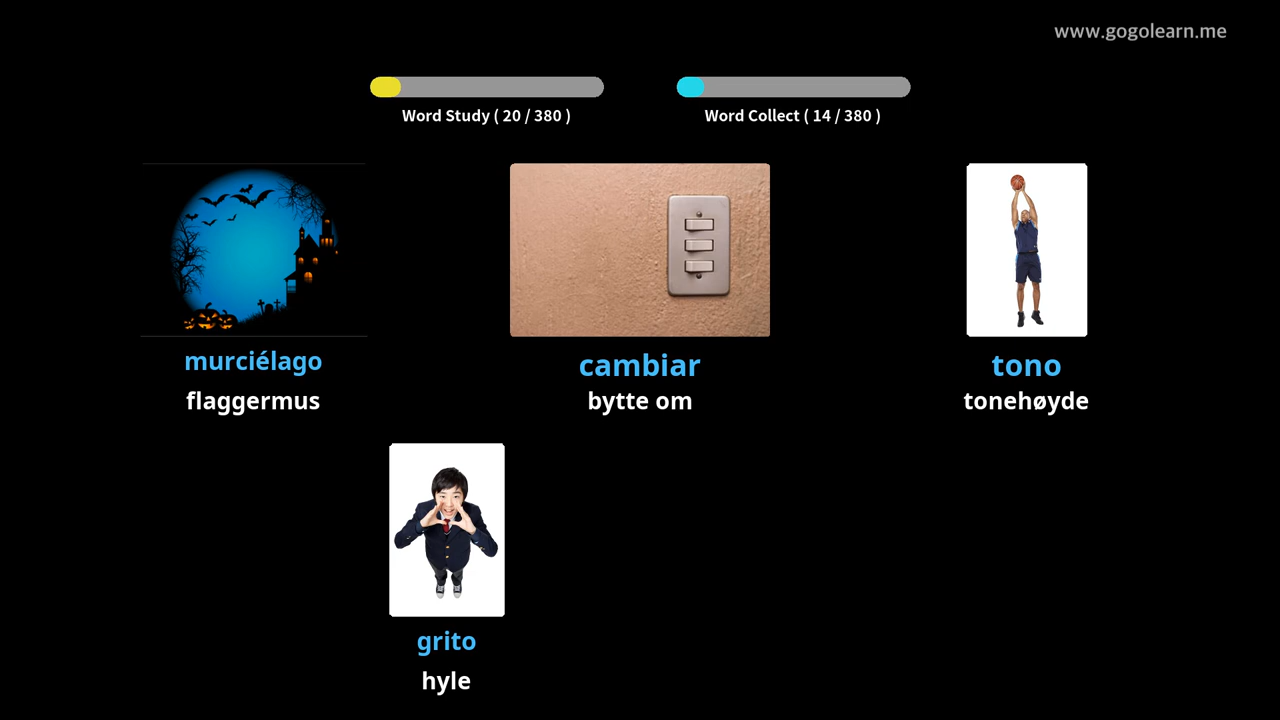 www.gogolearn.me
Word Study ( 20 / 380 )
Word Collect ( 14 / 380 )
murciélago
flaggermus
cambiar
bytte om
tono
tonehøyde
grito
hyle